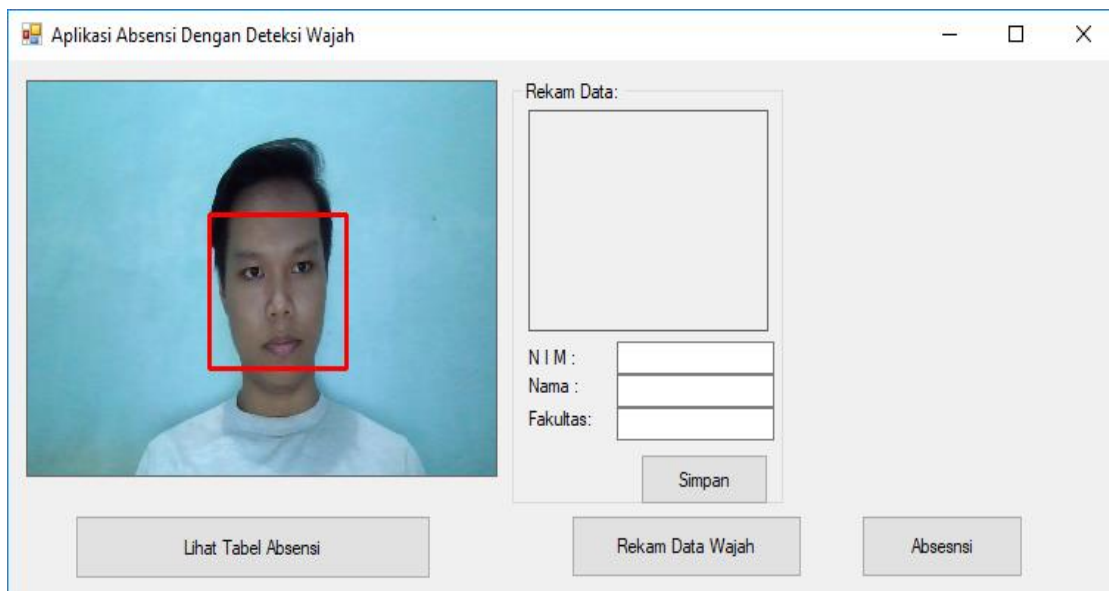 Aplikasi Absensi Dengan Deteksi Wajah
Rekam Data:
N I M :
Nama :
Fakultas:
Simpan
Lihat Tabel Absensi
Rekam Data Wajah
Absesnsi